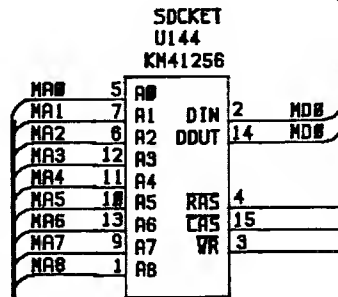 SOCKET
U144
KM41256
MA0 5 A0
MA1 7 A1 DIN 2 MD0
MA2 6 A2 DOUT 14 MD0
MA3 12 A3
MA4 11 A4
MA5 10 A5 RAS 4
MA6 13 A6 CAS 15
MA7 9 A7 WR 3
MA8 1 A8